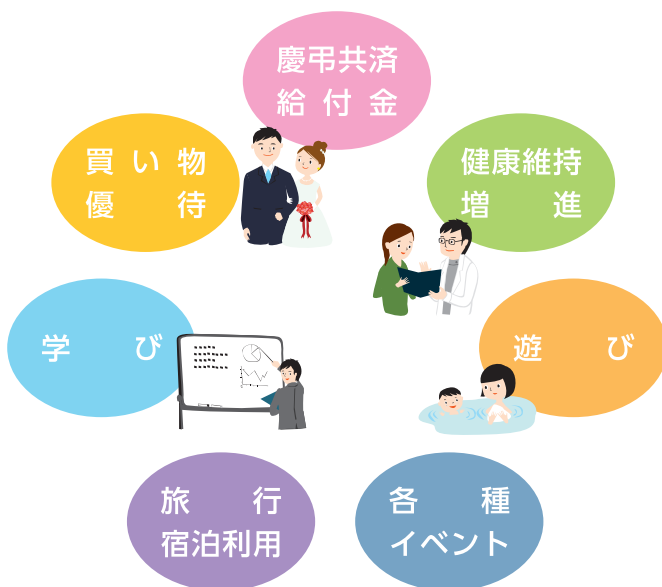 慶弔共済
給付金
買い物
優待
健康維持
増進
学び
遊び
旅行
宿泊利用
各種
イベント